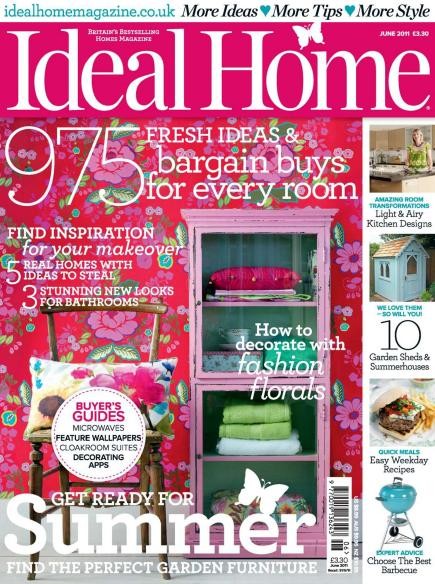 idealhomemagazine.co.uk More Ideas ♥ More Tips ♥ More Style
BRITAIN'S BESTSELLING
HOMES MAGAZINE
JUNE 2011 £3.30
Ideal Home
975 FRESH IDEAS &
bargain buys
for every room
FIND INSPIRATION
for your makeover
5 REAL HOMES WITH
IDEAS TO STEAL
3 STUNNING NEW LOOKS
FOR BATHROOMS
How to
decorate with
fashion
florals
BUYER'S
GUIDES
MICROWAVES
FEATURE WALLPAPERS
CLOAKROOM SUITES
DECORATING
APPS
GET READY FOR
Summer
FIND THE PERFECT GARDEN FURNITURE
AMAZING ROOM
TRANSFORMATIONS
Light & Airy
Kitchen Designs
WE LOVE THEM
– SO WILL YOU!
10
Garden Sheds &
Summerhouses
QUICK MEALS
Easy Weekday
Recipes
EXPERT ADVICE
Choose The Best
Barbecue
06
£3.30
June 2011